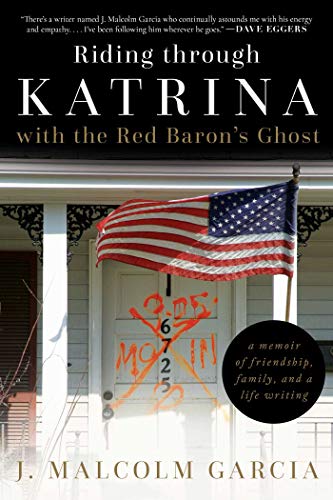 "There's a writer named J. Malcolm Garcia who continually astounds me with his energy
and empathy. . . . I've been following him wherever he goes." —DAVE EGGERS
Riding through
KATRINA
with the Red Baron's Ghost
6725
a memoir
of friendship,
family, and a
life writing
J. MALCOLM GARCIA